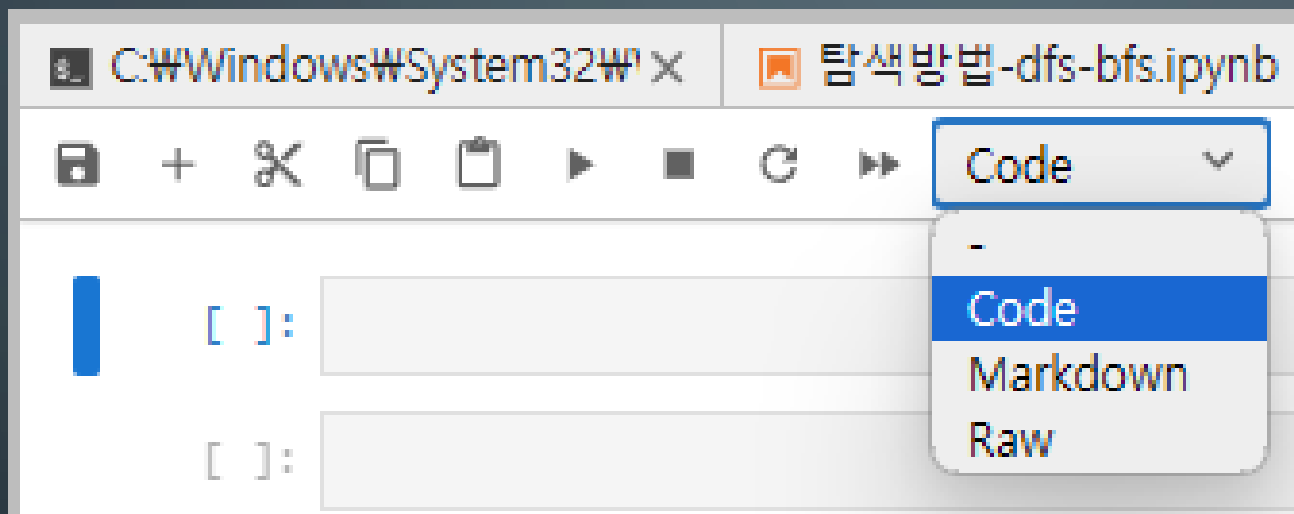 C:₩Windows₩System32₩ 탐색방법-dfs-bfs.ipynb
Code
-
Code
[ ]:
Markdown
Raw
[ ]: